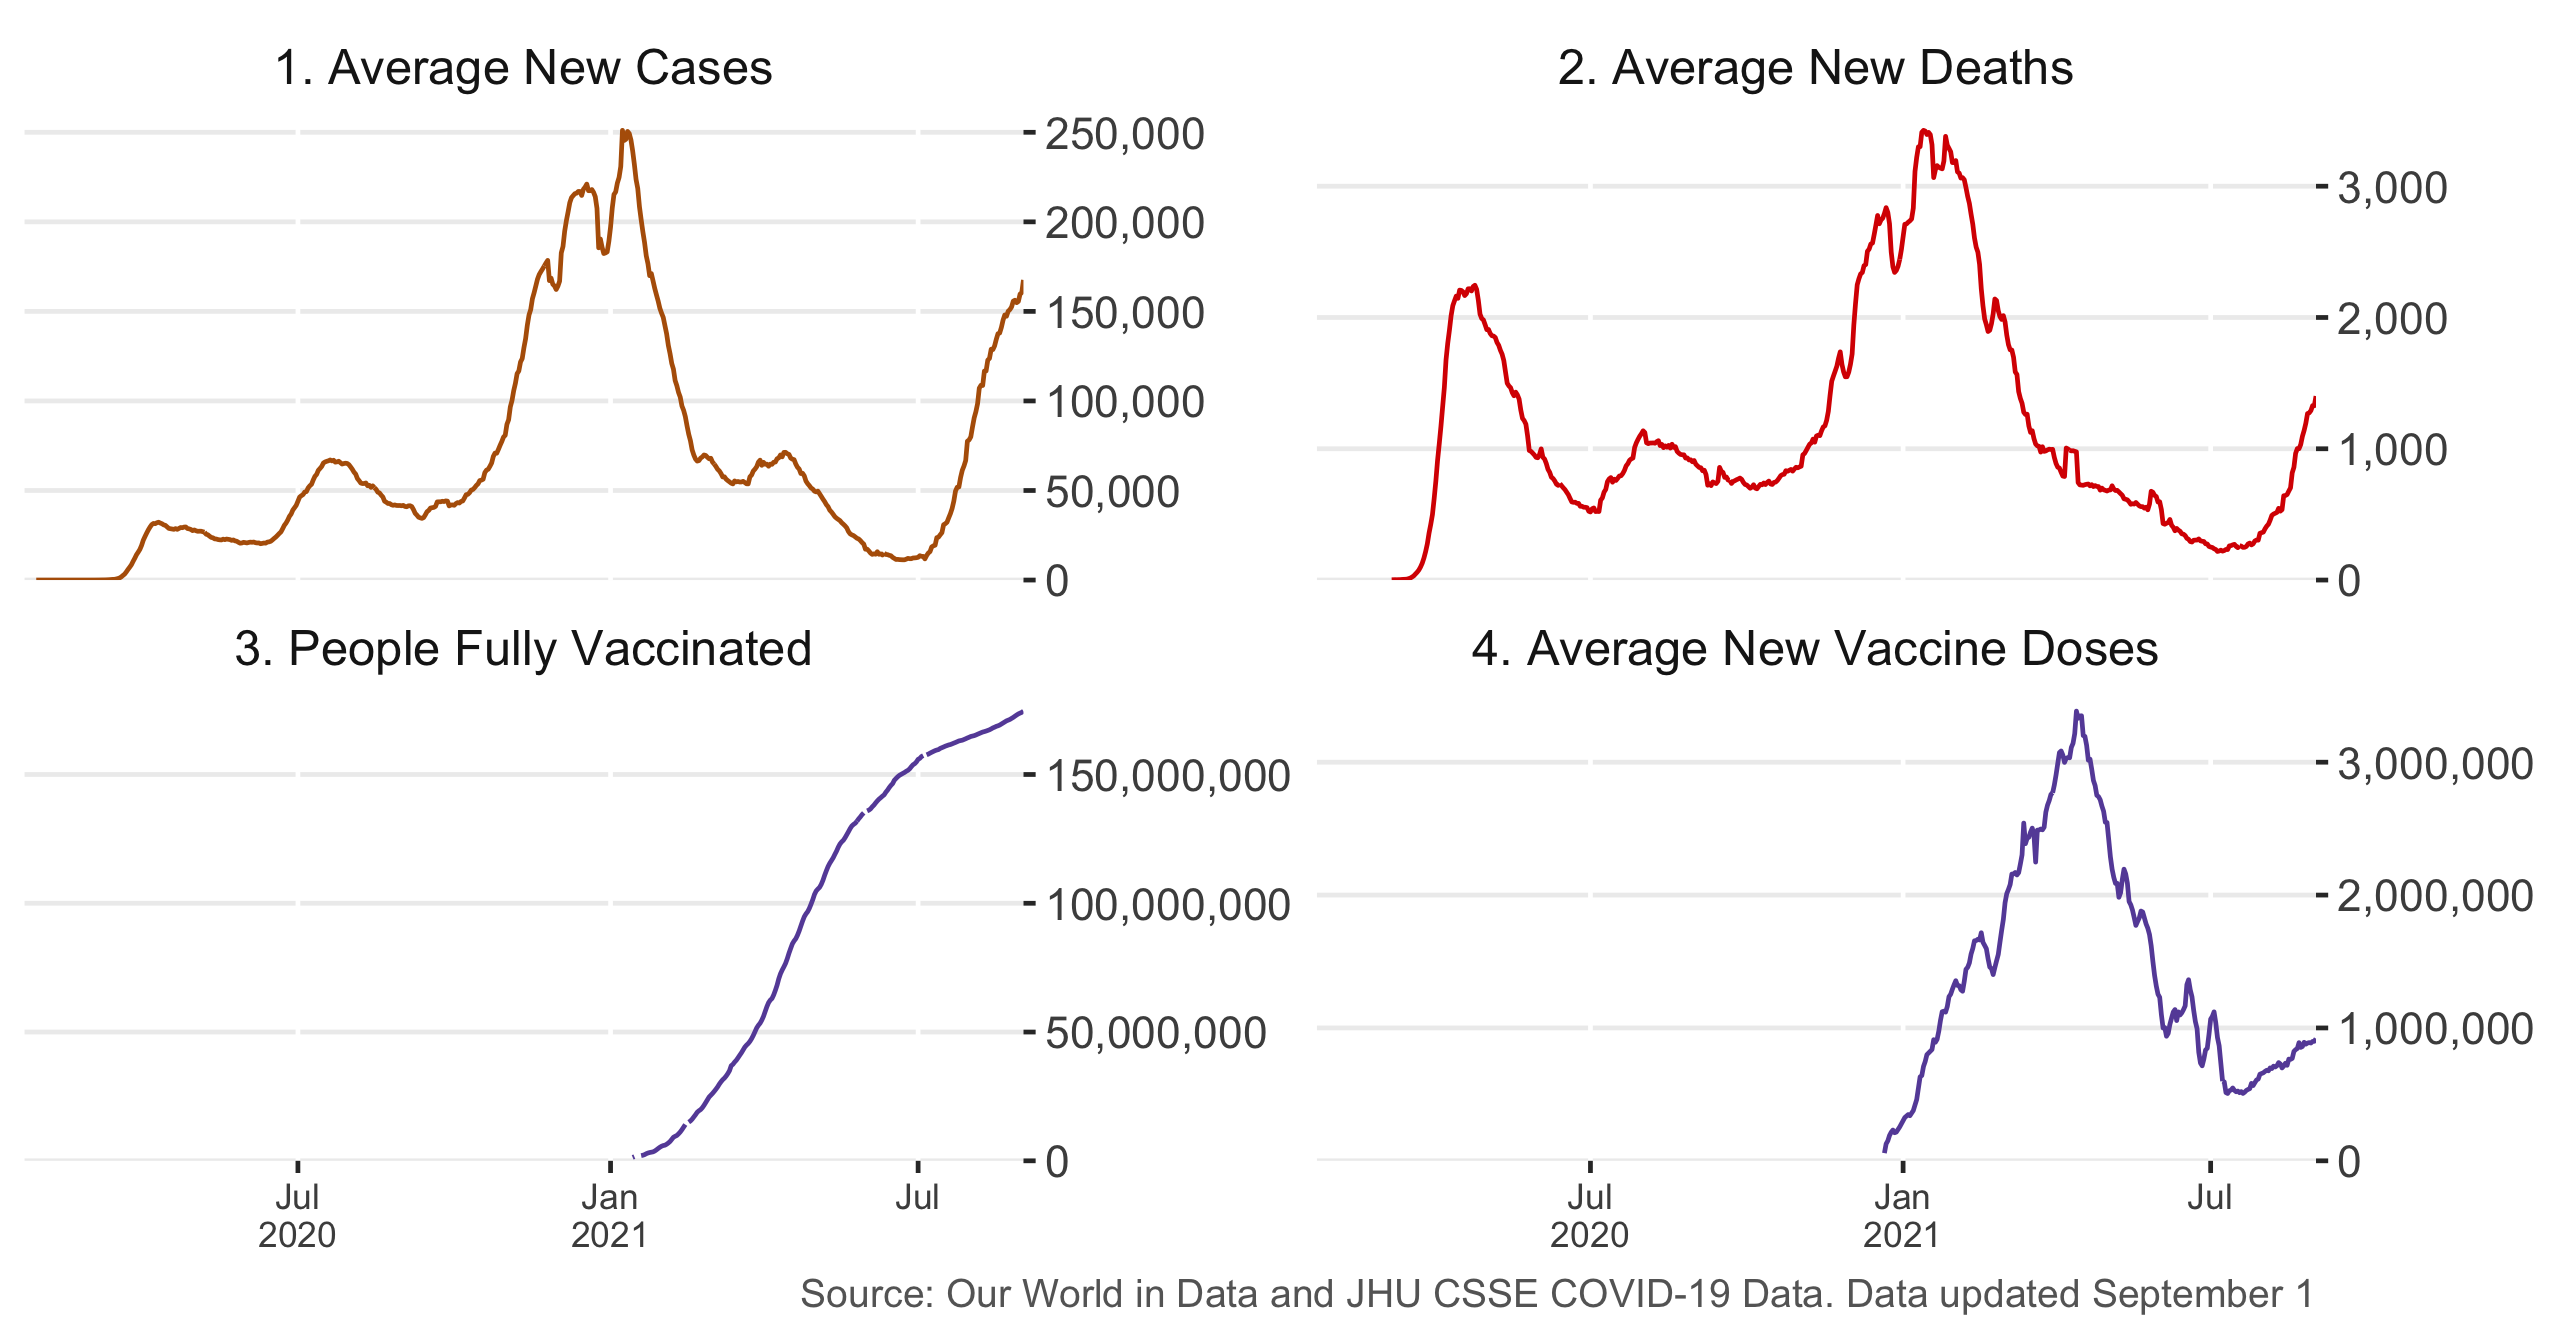 1. Average New Cases
250,000
200,000
150,000
100,000
50,000
0
2. Average New Deaths
3,000
2,000
1,000
0
3. People Fully Vaccinated
150,000,000
100,000,000
50,000,000
0
Jul
2020
Jan
2021
Jul
4. Average New Vaccine Doses
3,000,000
2,000,000
1,000,000
0
Jul
2020
Jan
2021
Jul
Source: Our World in Data and JHU CSSE COVID-19 Data. Data updated September 1